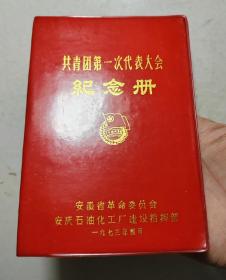 共青团第一次代表大会
纪念册
安徽省革命委员会
安庆石油化工厂建设指挥部
一九七三年